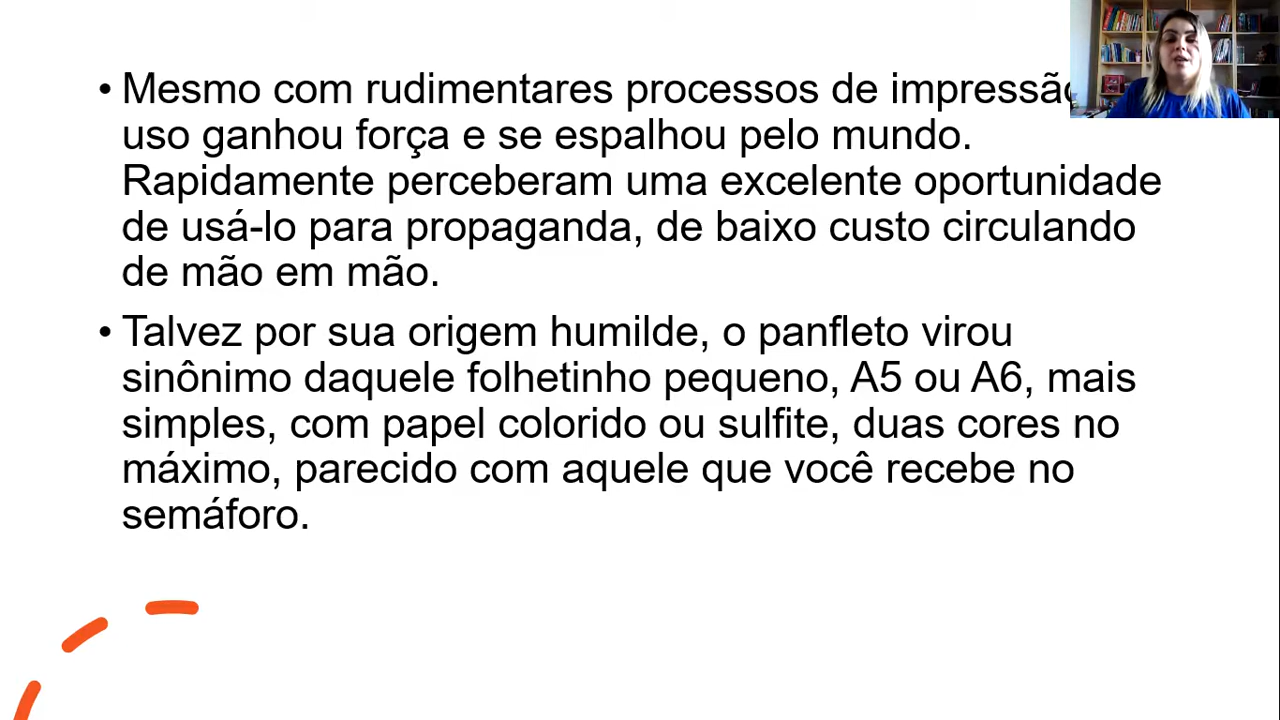 • Mesmo com rudimentares processos de
uso ganhou força e se espalhou pelo mundo.
Rapidamente perceberam uma excelente oportunidade
de usá-lo para propaganda, de baixo custo circulando
de mão em mão.
• Talvez por sua origem humilde, o panfleto virou
sinônimo daquele folhetinho pequeno, A5 ou A6, mais
simples, com papel colorido ou sulfite, duas cores no
máximo, parecido com aquele que você recebe no
semáforo.